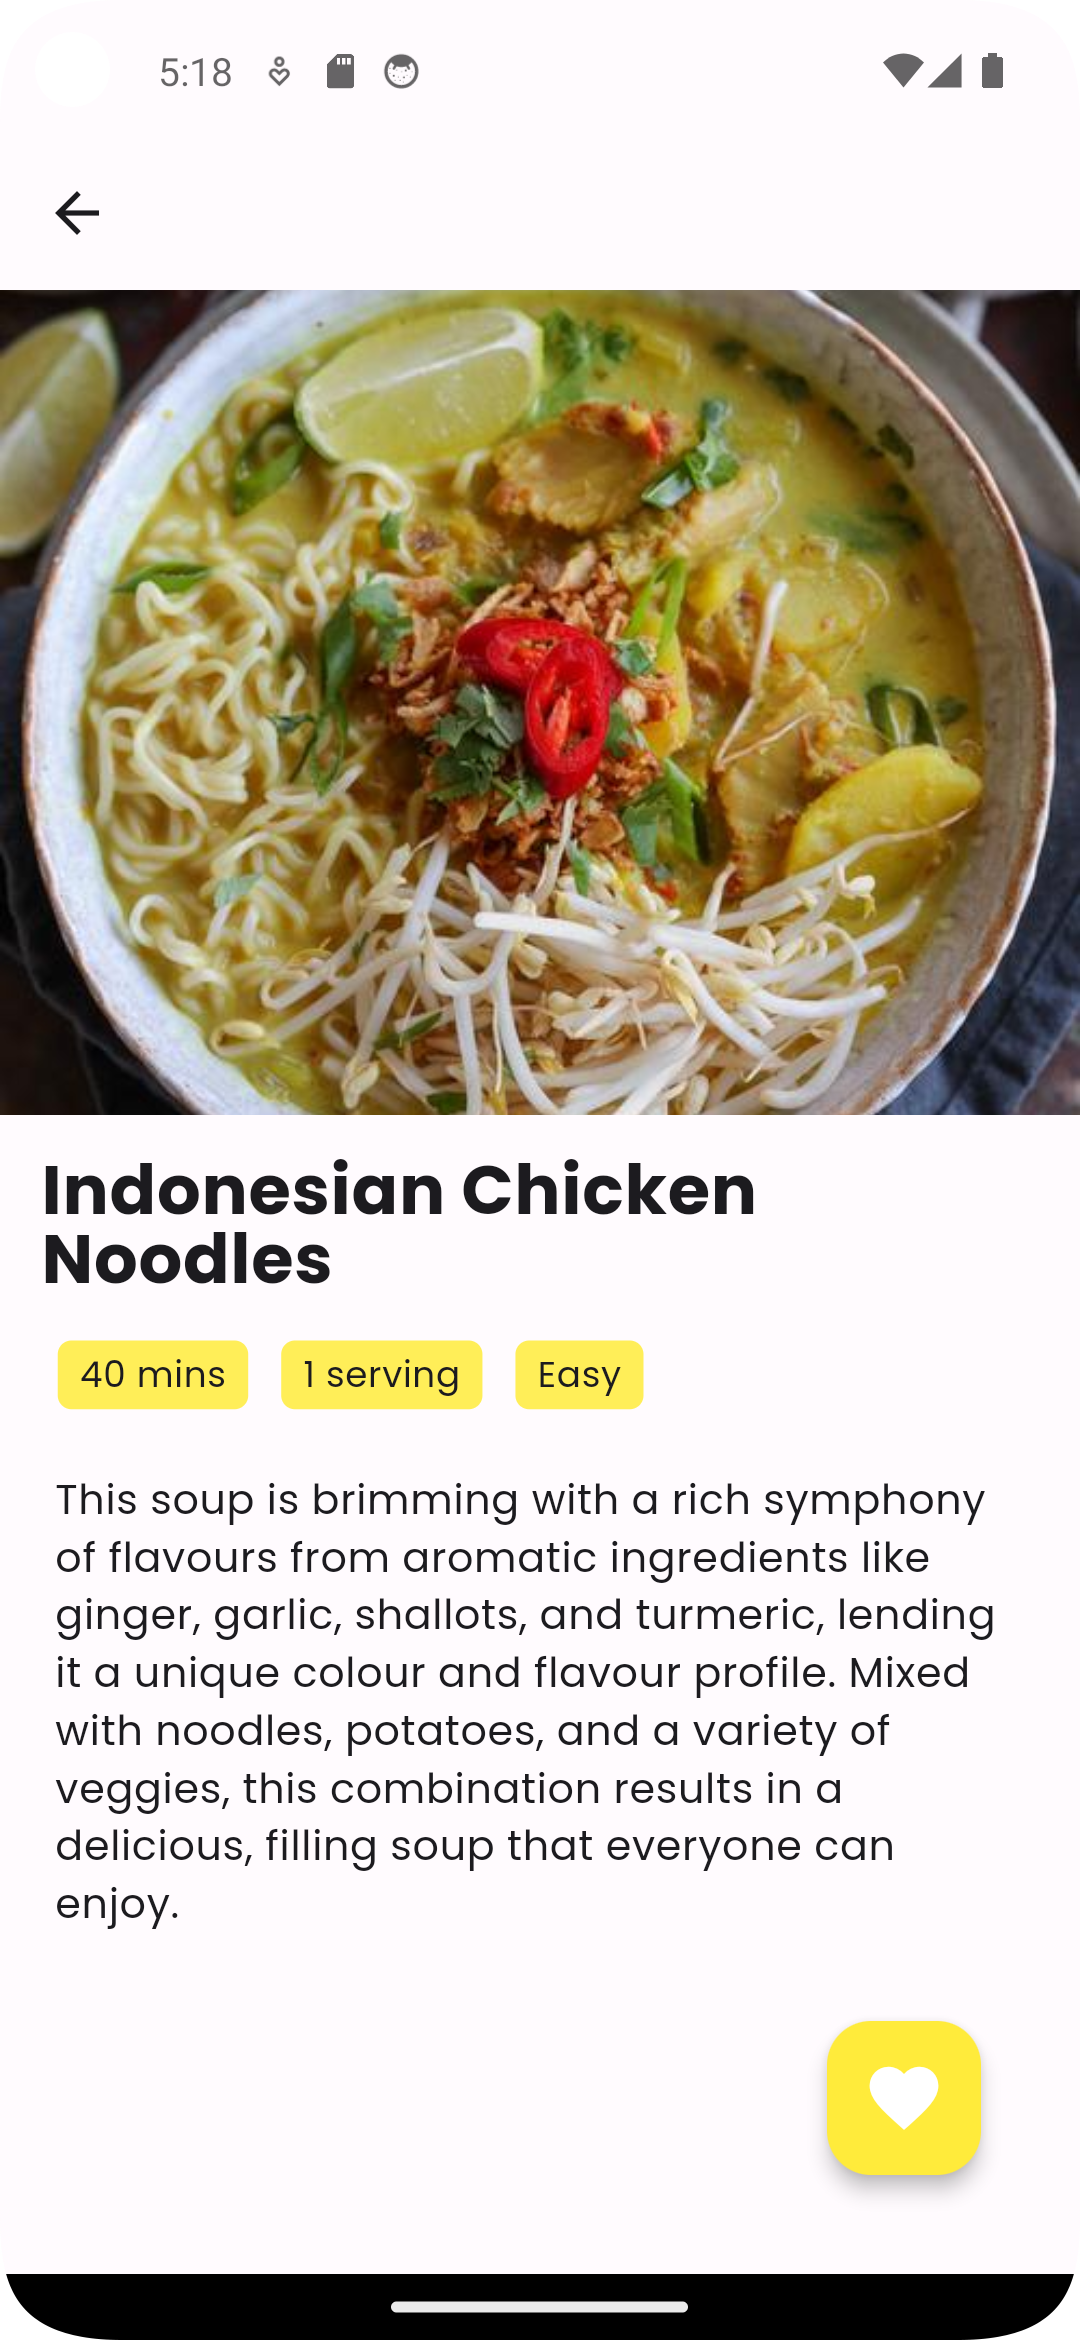 5:18
Indonesian Chicken
Noodles
40 mins
1 serving
Easy
This soup is brimming with a rich symphony
of flavours from aromatic ingredients like
ginger, garlic, shallots, and turmeric, lending
it a unique colour and flavour profile. Mixed
with noodles, potatoes, and a variety of
veggies, this combination results in a
delicious, filling soup that everyone can
enjoy.